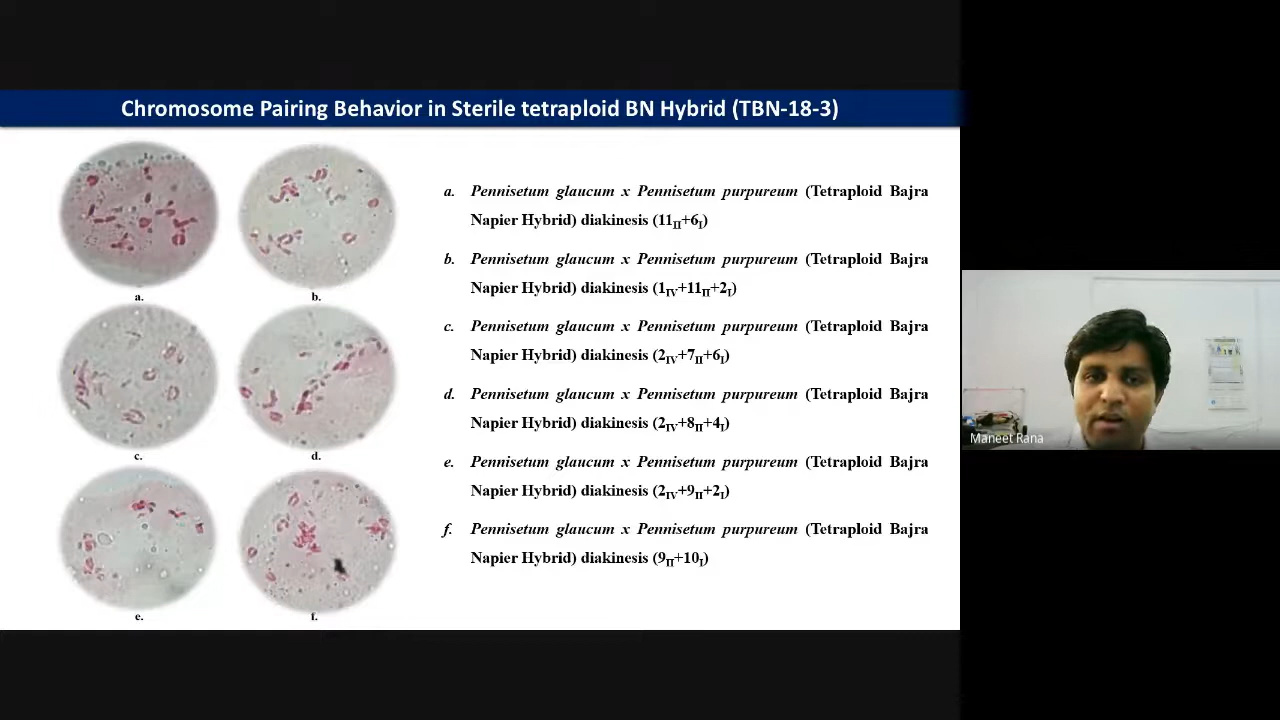 Chromosome Pairing Behavior in Sterile tetraploid BN Hybrid (TBN-18-3)
a.
b.
c.
d.
e.
f.
a. Pennisetum glaucum x Pennisetum purpureum (Tetraploid Bajra
Napier Hybrid) diakinesis (11II+6I)
b. Pennisetum glaucum x Pennisetum purpureum (Tetraploid Bajra
Napier Hybrid) diakinesis (1IV+11II+2I)
c. Pennisetum glaucum x Pennisetum purpureum (Tetraploid Bajra
Napier Hybrid) diakinesis (2IV+7II+6I)
d. Pennisetum glaucum x Pennisetum purpureum (Tetraploid Bajra
Napier Hybrid) diakinesis (2IV+8II+4I)
e. Pennisetum glaucum x Pennisetum purpureum (Tetraploid Bajra
Napier Hybrid) diakinesis (2IV+9II+2I)
f. Pennisetum glaucum x Pennisetum purpureum (Tetraploid Bajra
Napier Hybrid) diakinesis (9II+10I)
Maneet Rana